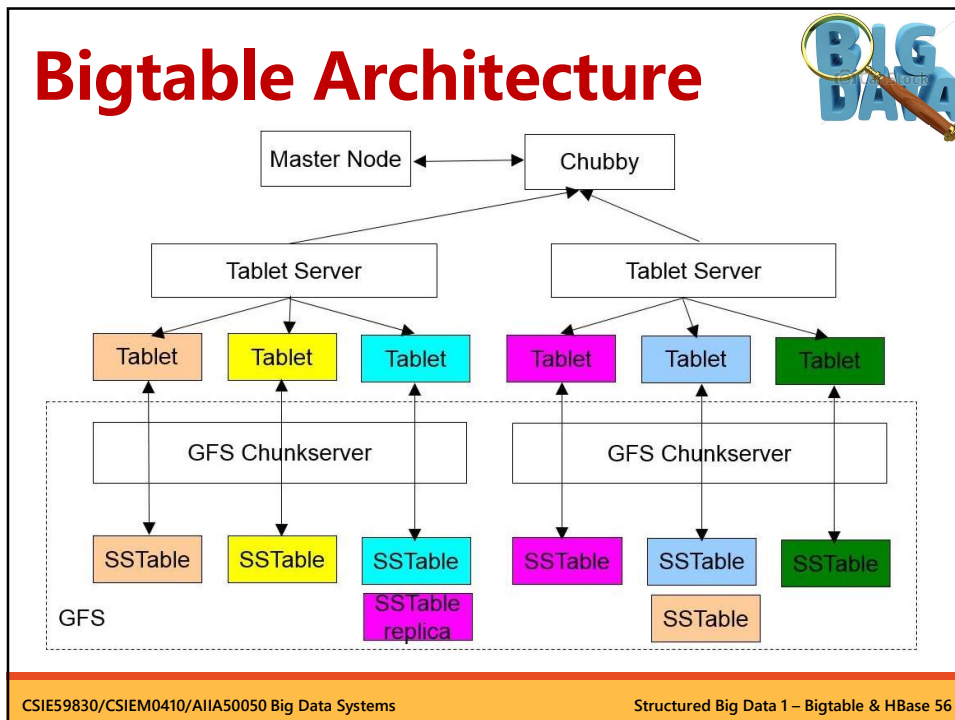 Bigtable Architecture
BIG
DATA
Master Node
Chubby
Tablet Server
Tablet Server
Tablet
Tablet
Tablet
Tablet
Tablet
Tablet
GFS Chunkserver
GFS Chunkserver
SSTable
SSTable
SSTable
SSTable
SSTable
SSTable
SSTable
replica
SSTable
GFS
CSIE59830/CSIEM0410/AIIA50050 Big Data Systems
Structured Big Data 1 – Bigtable & HBase 56